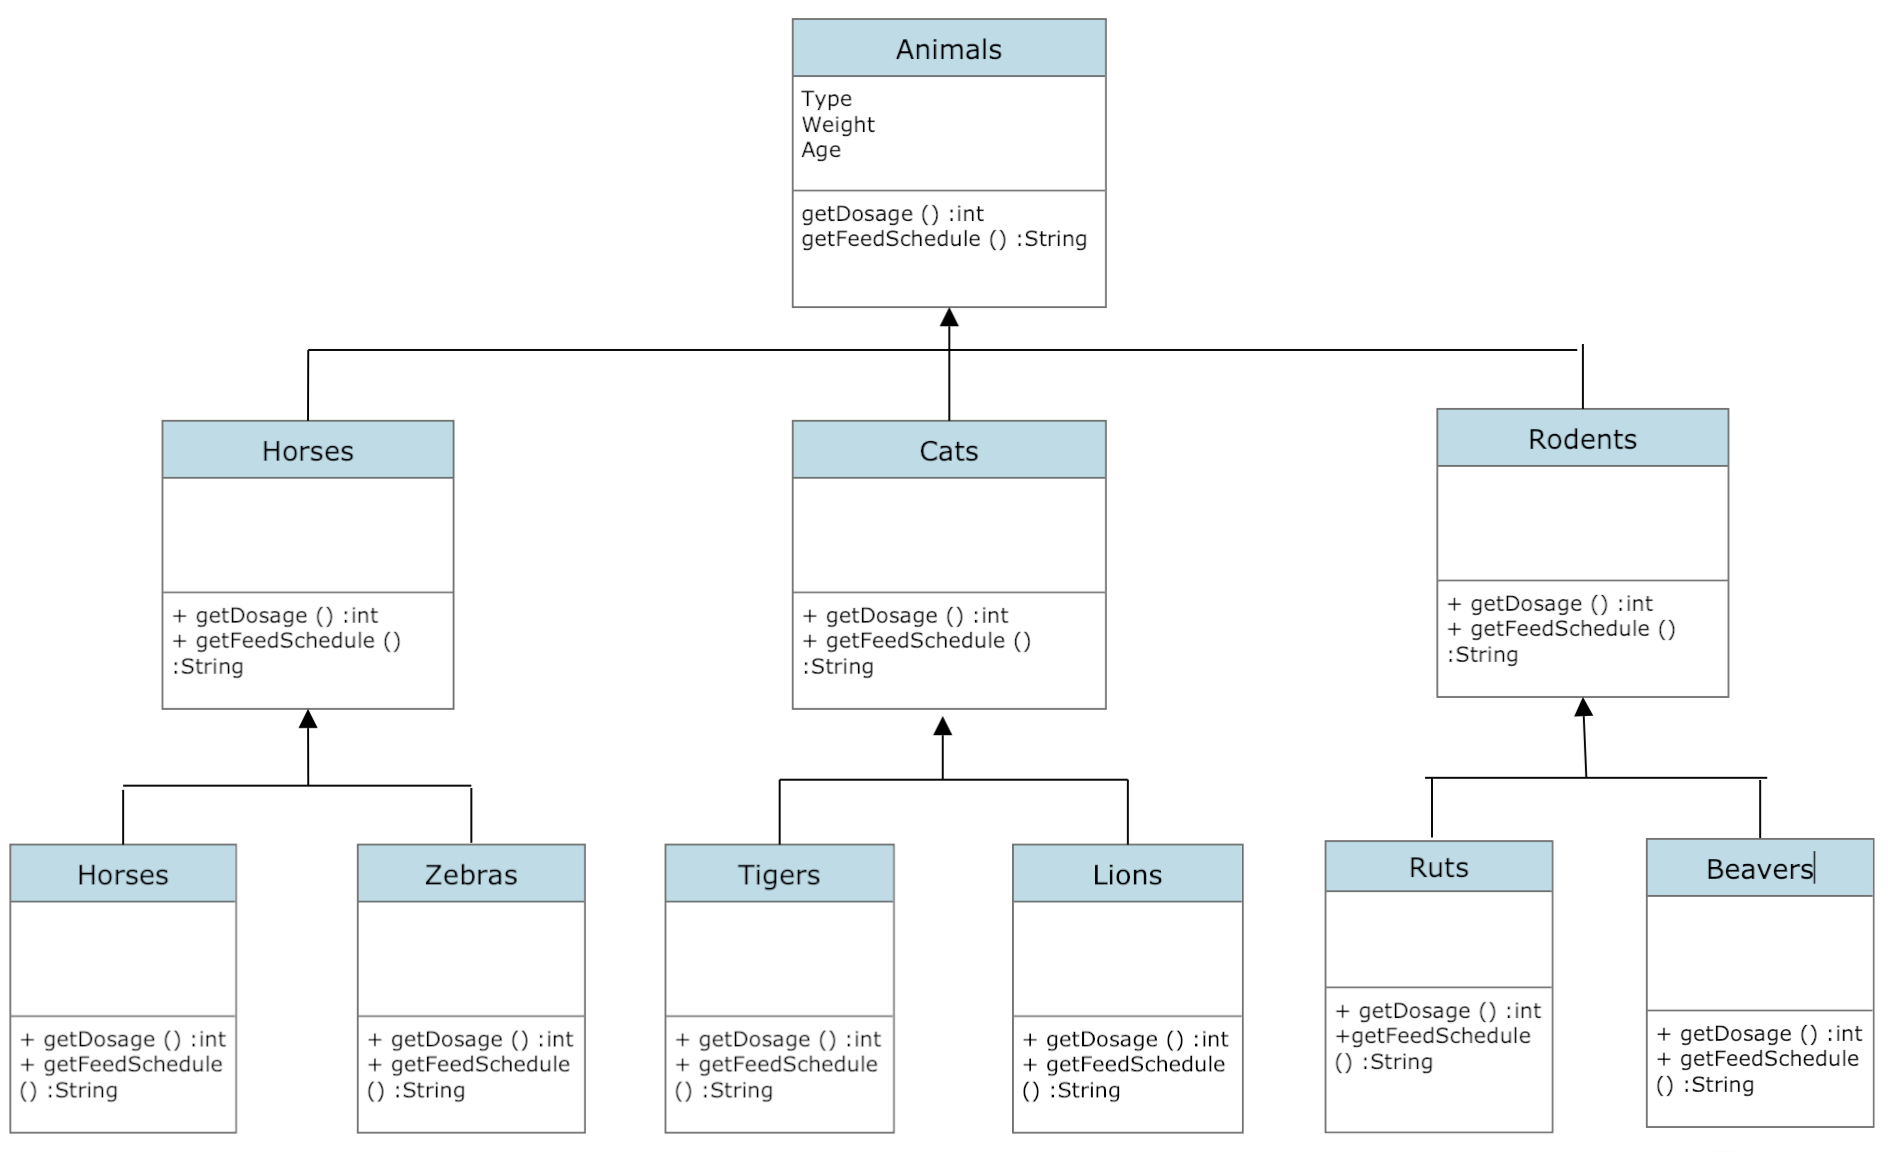 Animals
Type
Weight
Age
getDosage () :int
getFeedSchedule () :String
Horses
+ getDosage () :int
+ getFeedSchedule ()
:String
Cats
+ getDosage () :int
+ getFeedSchedule ()
:String
Rodents
+ getDosage () :int
+ getFeedSchedule ()
:String
Horses
+ getDosage () :int
+ getFeedSchedule
() :String
Zebras
+ getDosage () :int
+ getFeedSchedule
() :String
Tigers
+ getDosage () :int
+ getFeedSchedule
() :String
Lions
+ getDosage () :int
+ getFeedSchedule
() :String
Ruts
+ getDosage () :int
+getFeedSchedule
() :String
Beavers
+ getDosage () :int
+ getFeedSchedule
() :String